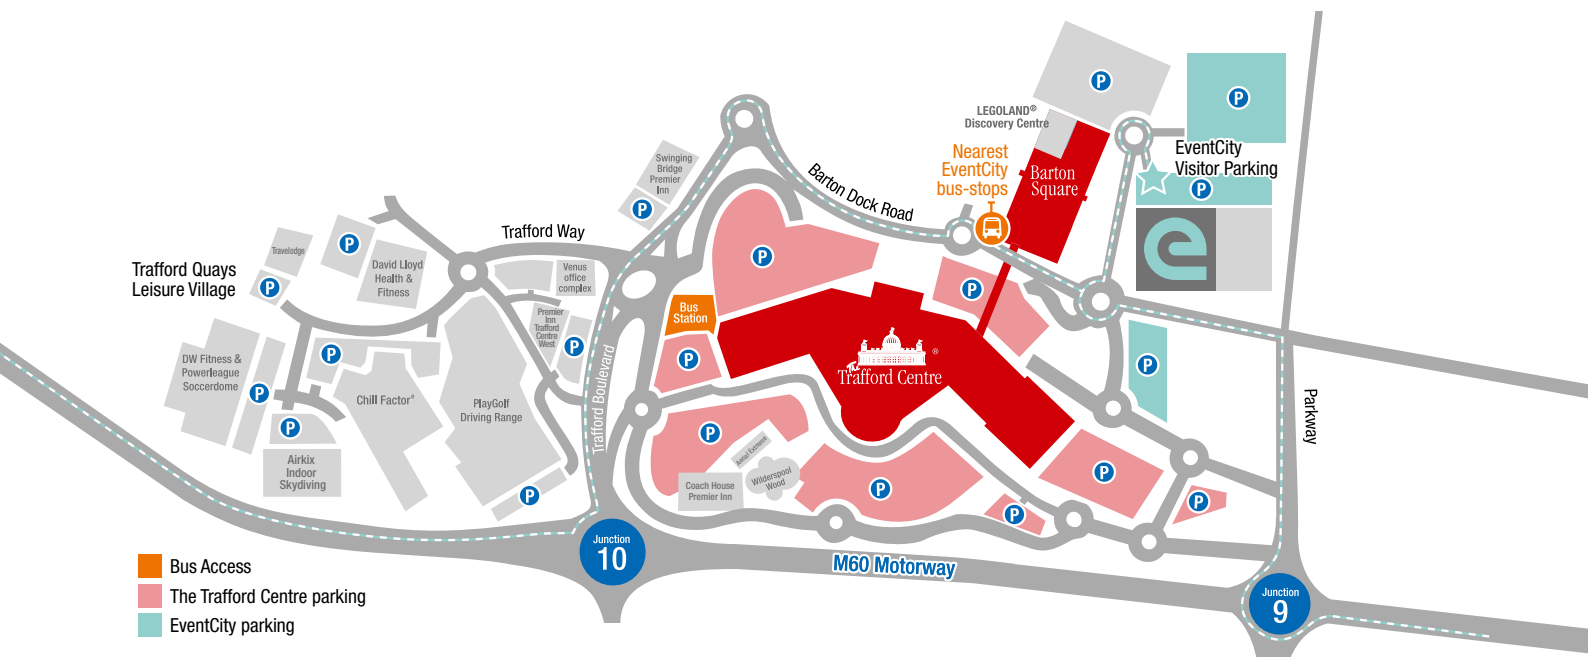 LEGOLAND®
Discovery Centre
Nearest
EventCity
bus-stops
Barton
Square
EventCity
Visitor Parking
P
P
P
e
Swinging
Bridge
Premier
Inn
P
Barton Dock Road
Trafford Way
Travelodge
P
Trafford Quays
Leisure Village
P
David Lloyd
Health &
Fitness
Venus
office
complex
P
P
Bus
Station
Premier
Inn
Trafford
Centre
West
P
P
The
Trafford Centre
®
P
DW Fitness &
Powerleague
Soccerdome
P
P
Chill Factor®
PlayGolf
Driving Range
Trafford Boulevard
Parkway
P
Airkix
Indoor
Skydiving
P
P
Aerial Extreme
Coach House
Premier Inn
Wilderspool
Wood
P
P
P
P
Junction
10
M60 Motorway
Junction
9
Bus Access
The Trafford Centre parking
EventCity parking